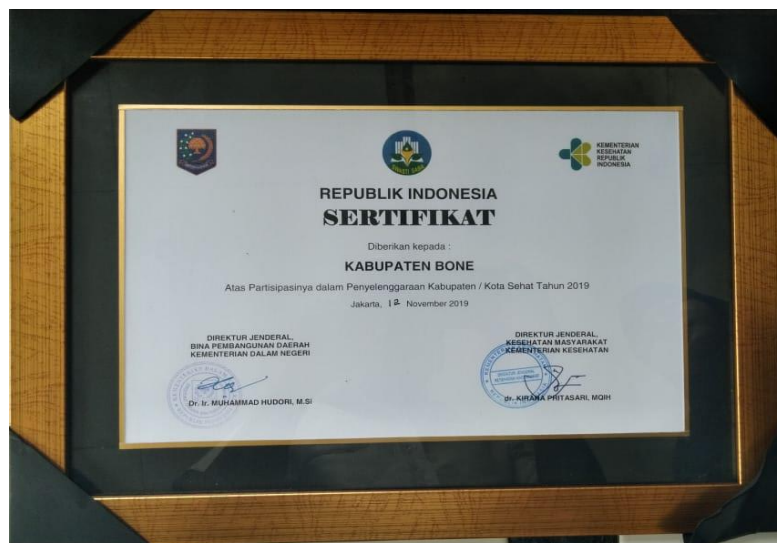 KEMENTERIAN
KESEHATAN
REPUBLIK
INDONESIA
SWASTI SABA
REPUBLIK INDONESIA
SERTIFIKAT
Diberikan kepada :
KABUPATEN BONE
Atas Partisipasinya dalam Penyelenggaraan Kabupaten / Kota Sehat Tahun 2019
Jakarta, 12 November 2019
DIREKTUR JENDERAL,
BINA PEMBANGUNAN DAERAH
KEMENTERIAN DALAM NEGERI
Dr. Ir. MUHAMMAD HUDORI, M.Si
DIREKTUR JENDERAL,
KESEHATAN MASYARAKAT
KEMENTERIAN KESEHATAN
dr. KIRANA PRITASARI, MQIH